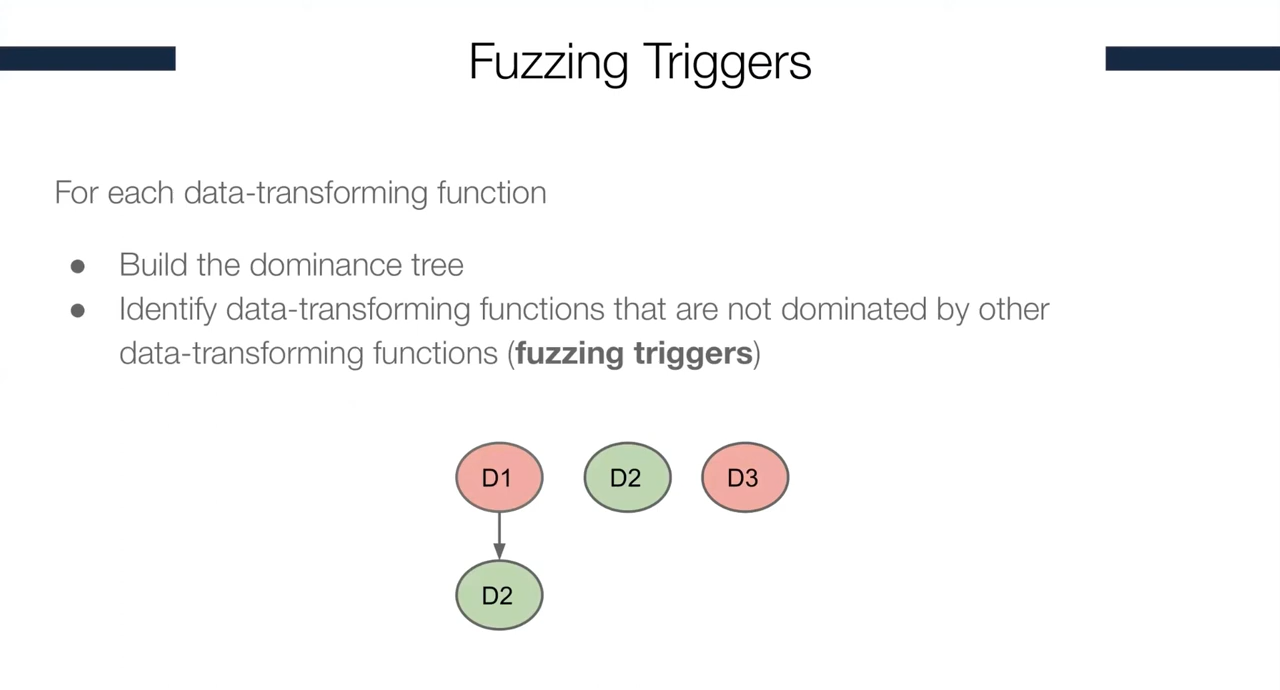 Fuzzing Triggers
For each data-transforming function
● Build the dominance tree
● Identify data-transforming functions that are not dominated by other
data-transforming functions (fuzzing triggers)
D1 D2 D3
D2